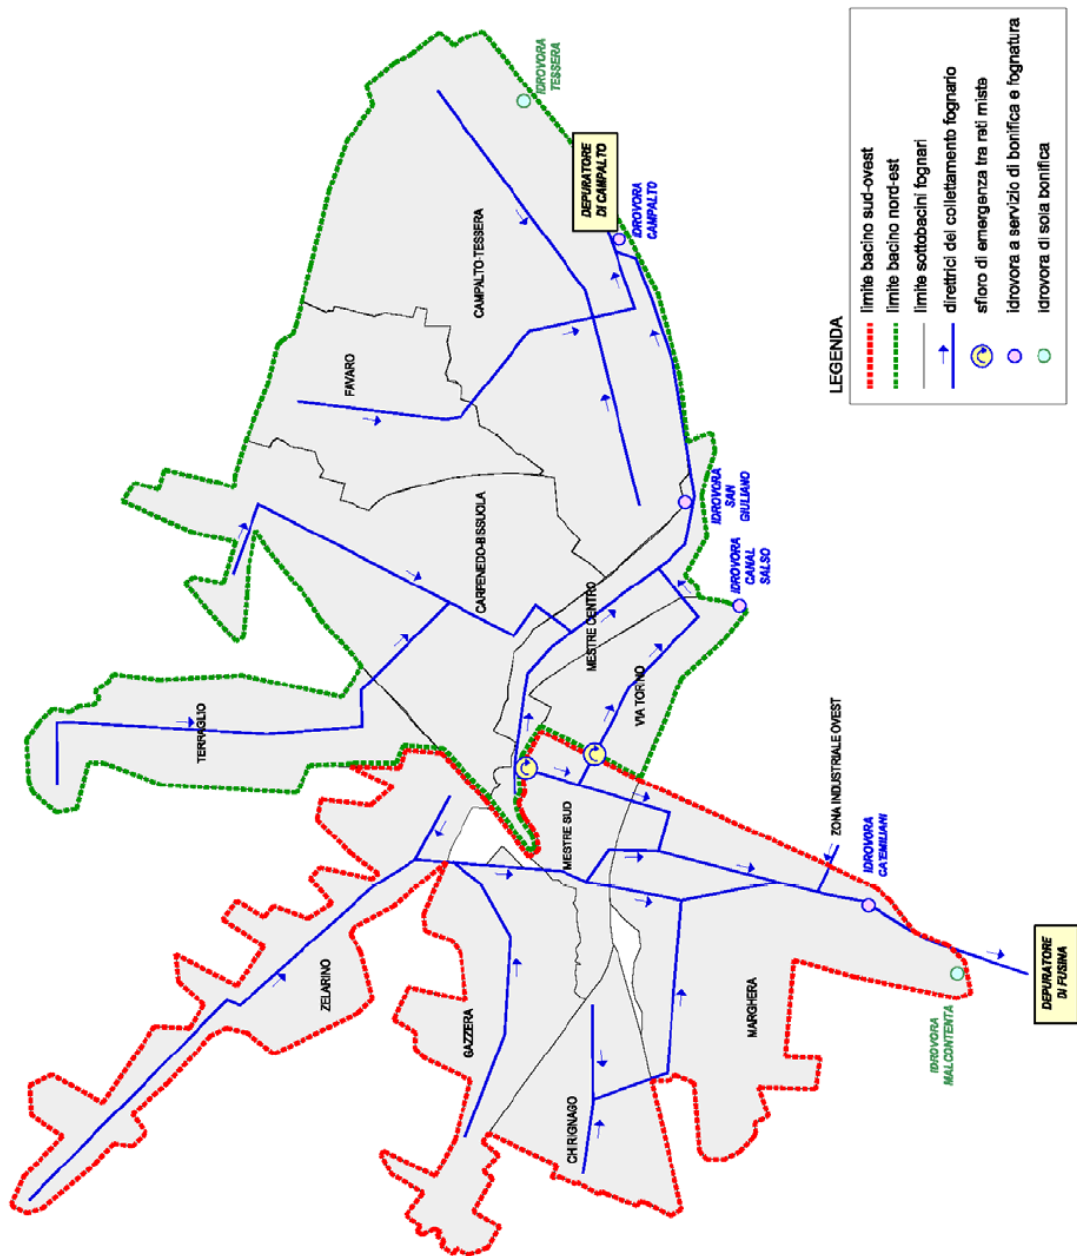 IDROVORA
TESSERA
DEPURATORE
DI CAMPALTO
IDROVORA
CAMPALTO
CAMPALTO-TESSERA
FAVARO
CARPENEDO-BISSUOLA
IDROVORA
SAN
GIULIANO
IDROVORA
CANAL
SALSO
MESTRE CENTRO
VIA TORINO
TERRAGLIO
MESTRE SUD
ZONA INDUSTRIALE OVEST
IDROVORA
CA'EMILIANI
ZELARINO
GAZZERA
MARGHERA
CHIRIGNAGO
IDROVORA
MALCONTENTA
DEPURATORE
DI FUSINA
LEGENDA
limite bacino sud-ovest
limite bacino nord-est
limite sottobacini fognari
direttrici del collettamento fognario
sfioro di emergenza tra rati miste
idrovora a servizio di bonifica e fognatura
idrovora di sola bonifica